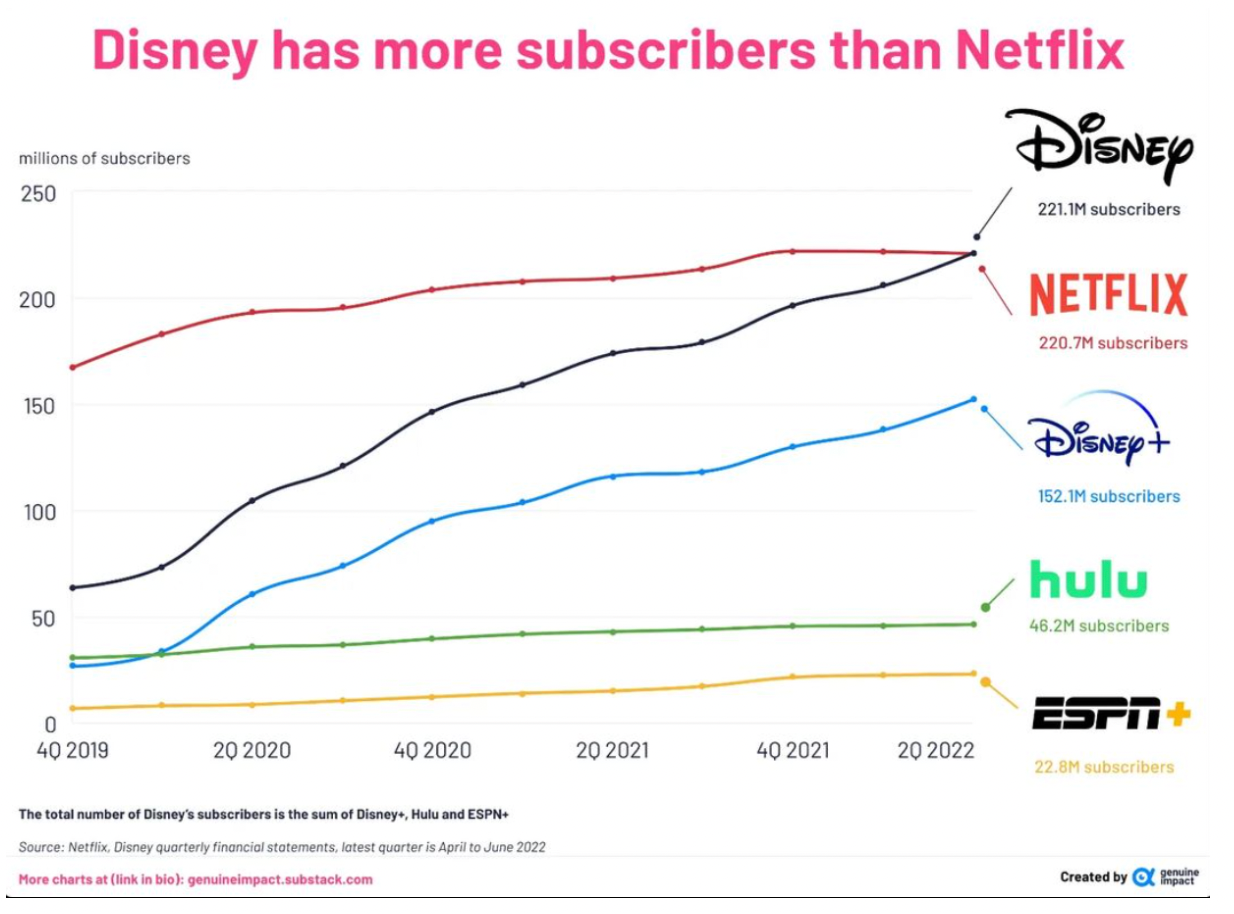 Disney has more subscribers than Netflix
millions of subscribers
250
200
150
100
50
0
4Q 2019
2Q 2020
4Q 2020
2Q 2021
4Q 2021
2Q 2022
Disney
221.1M subscribers
NETFLIX
220.7M subscribers
Disney+
152.1M subscribers
hulu
46.2M subscribers
ESPN+
22.8M subscribers
The total number of Disney's subscribers is the sum of Disney+, Hulu and ESPN+
Source: Netflix, Disney quarterly financial statements, latest quarter is April to June 2022
More charts at (link in bio): genuineimpact.substack.com
Created by genuine
impact